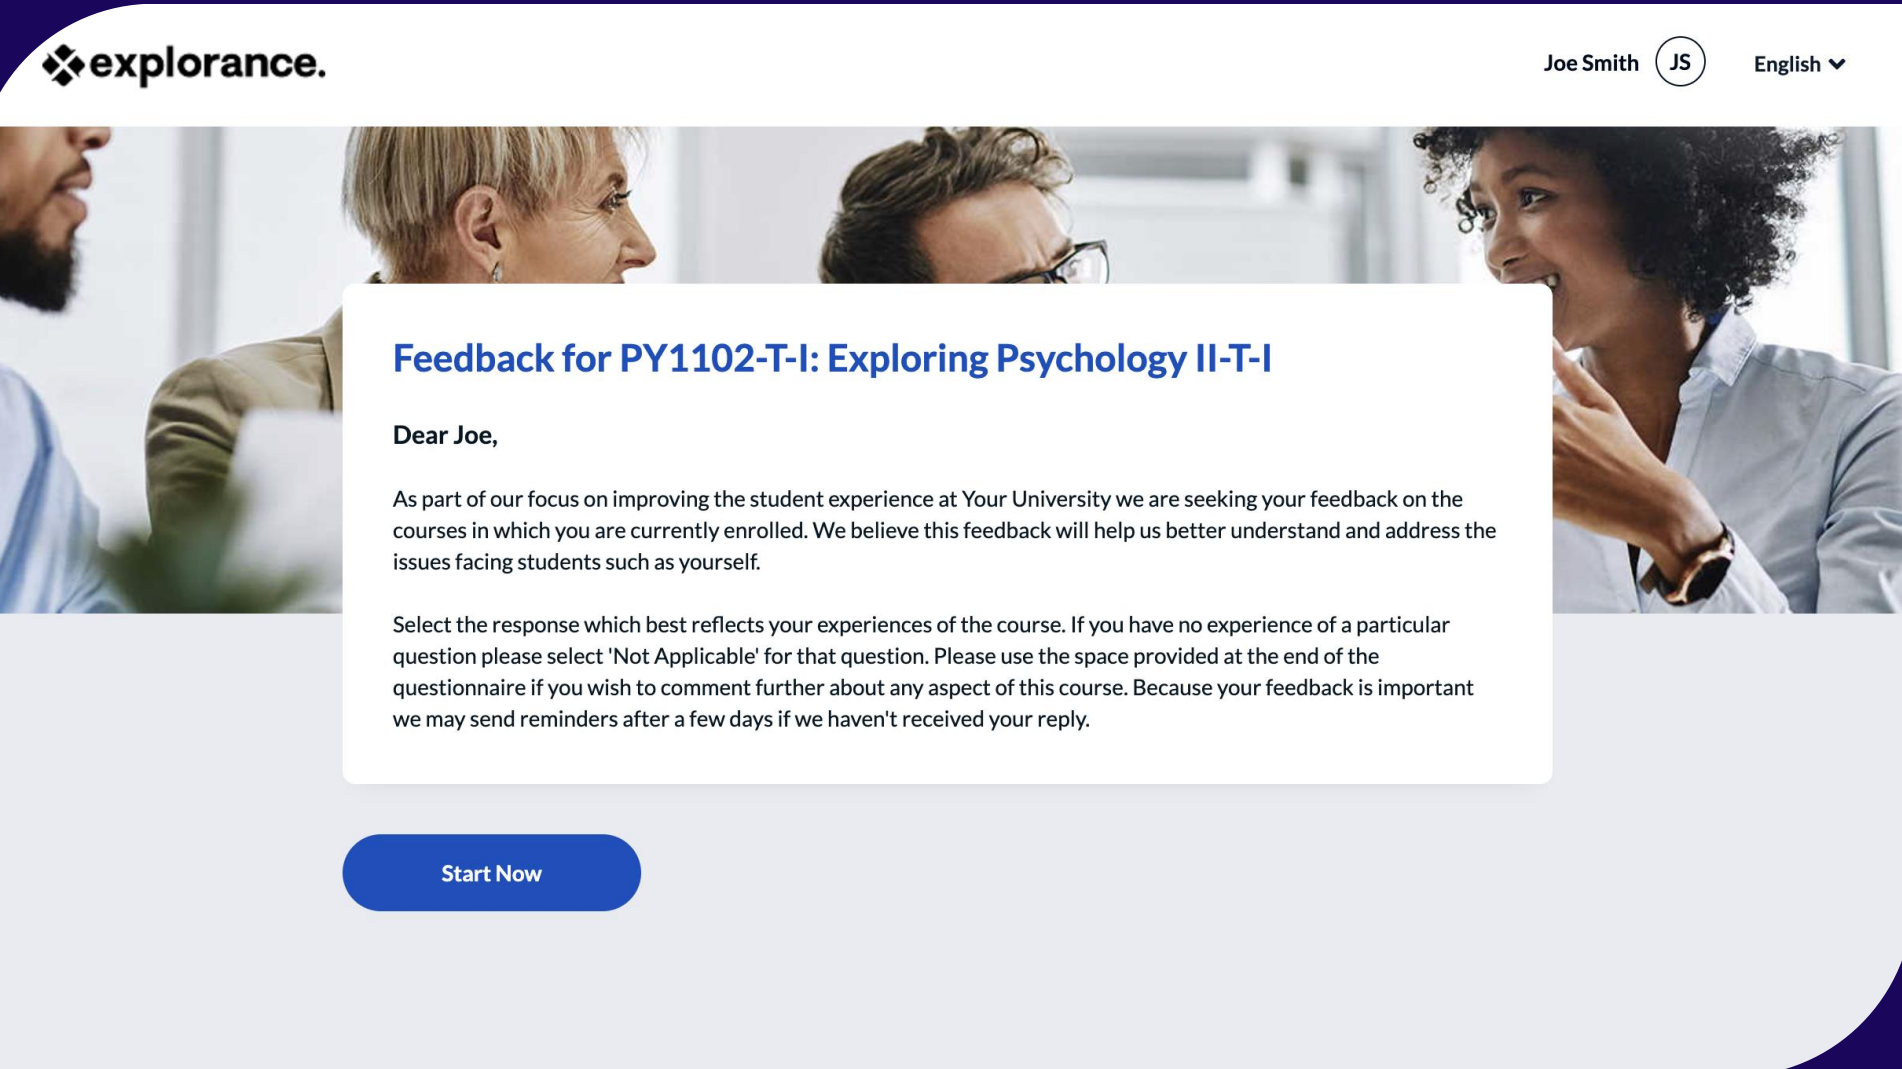 explorance.
Joe Smith
JS
English
Feedback for PY1102-T-I: Exploring Psychology II-T-I
Dear Joe,
As part of our focus on improving the student experience at Your University we are seeking your feedback on the
courses in which you are currently enrolled. We believe this feedback will help us better understand and address the
issues facing students such as yourself.
Select the response which best reflects your experiences of the course. If you have no experience of a particular
question please select 'Not Applicable' for that question. Please use the space provided at the end of the
questionnaire if you wish to comment further about any aspect of this course. Because your feedback is important
we may send reminders after a few days if we haven't received your reply.
Start Now